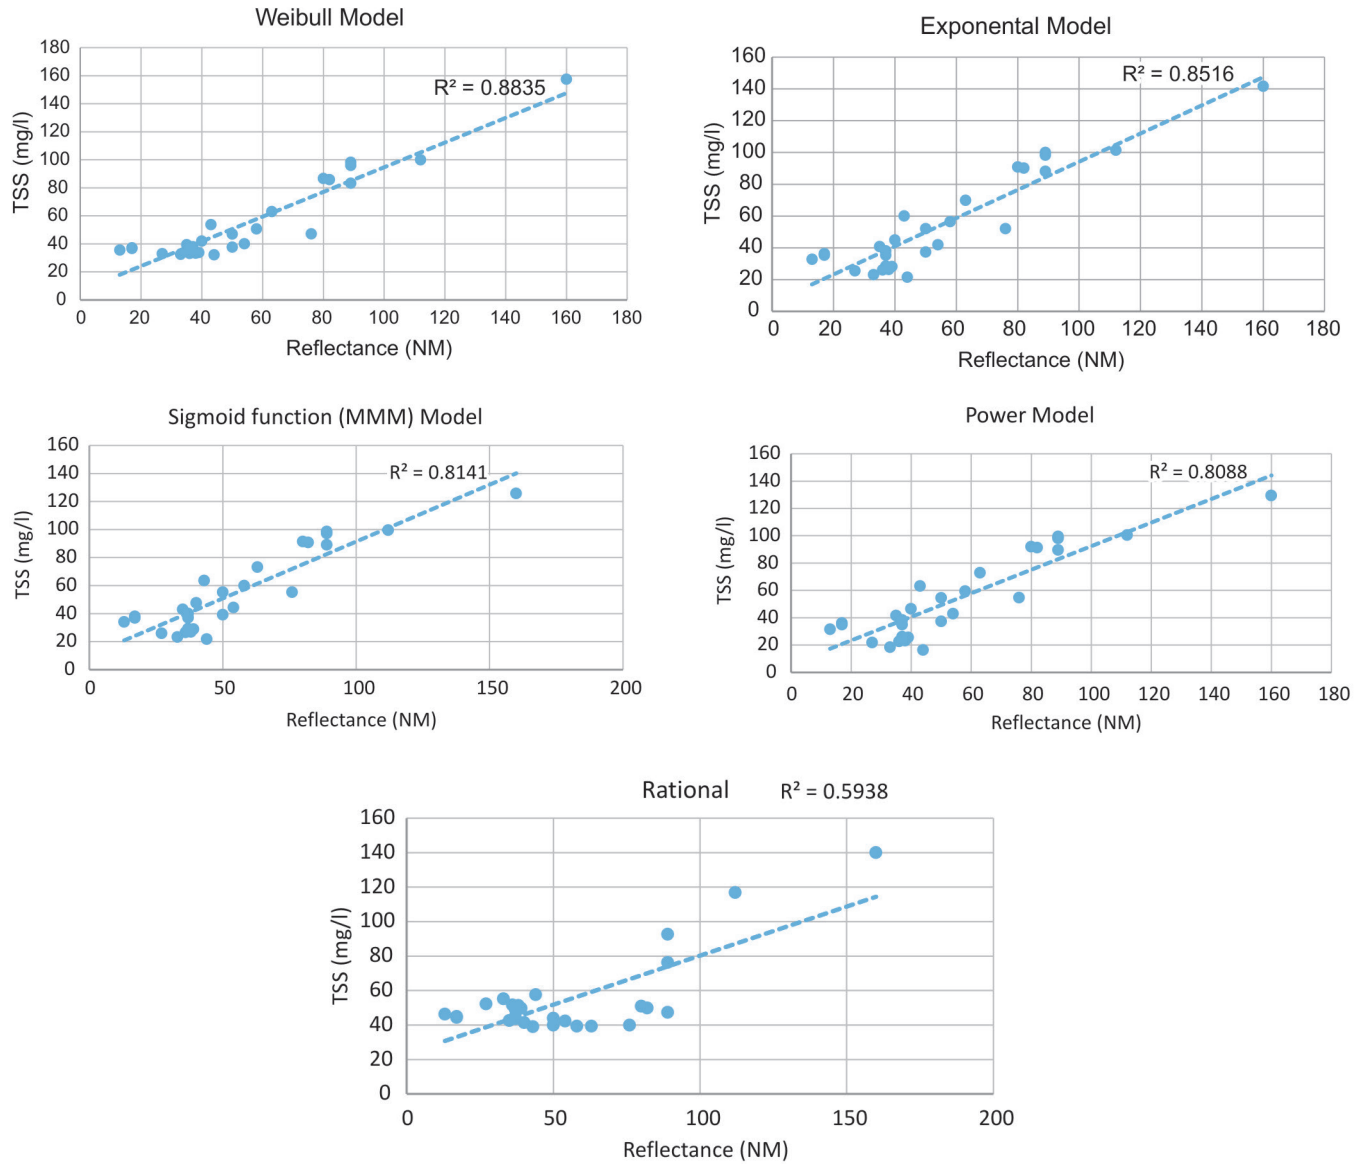 Weibull Model
R² = 0.8835
180
160
140
120
100
80
60
40
20
0
TSS (mg/l)
0 20 40 60 80 100 120 140 160 180
Reflectance (NM)
Exponental Model
R² = 0.8516
160
140
120
100
80
60
40
20
0
TSS (mg/l)
0 20 40 60 80 100 120 140 160 180
Reflectance (NM)
Sigmoid function (MMM) Model
R² = 0.8141
160
140
120
100
80
60
40
20
0
TSS (mg/l)
0 50 100 150 200
Reflectance (NM)
Power Model
R² = 0.8088
160
140
120
100
80
60
40
20
0
TSS (mg/l)
0 20 40 60 80 100 120 140 160 180
Reflectance (NM)
Rational R² = 0.5938
160
140
120
100
80
60
40
20
0
TSS (mg/l)
0 50 100 150 200
Reflectance (NM)